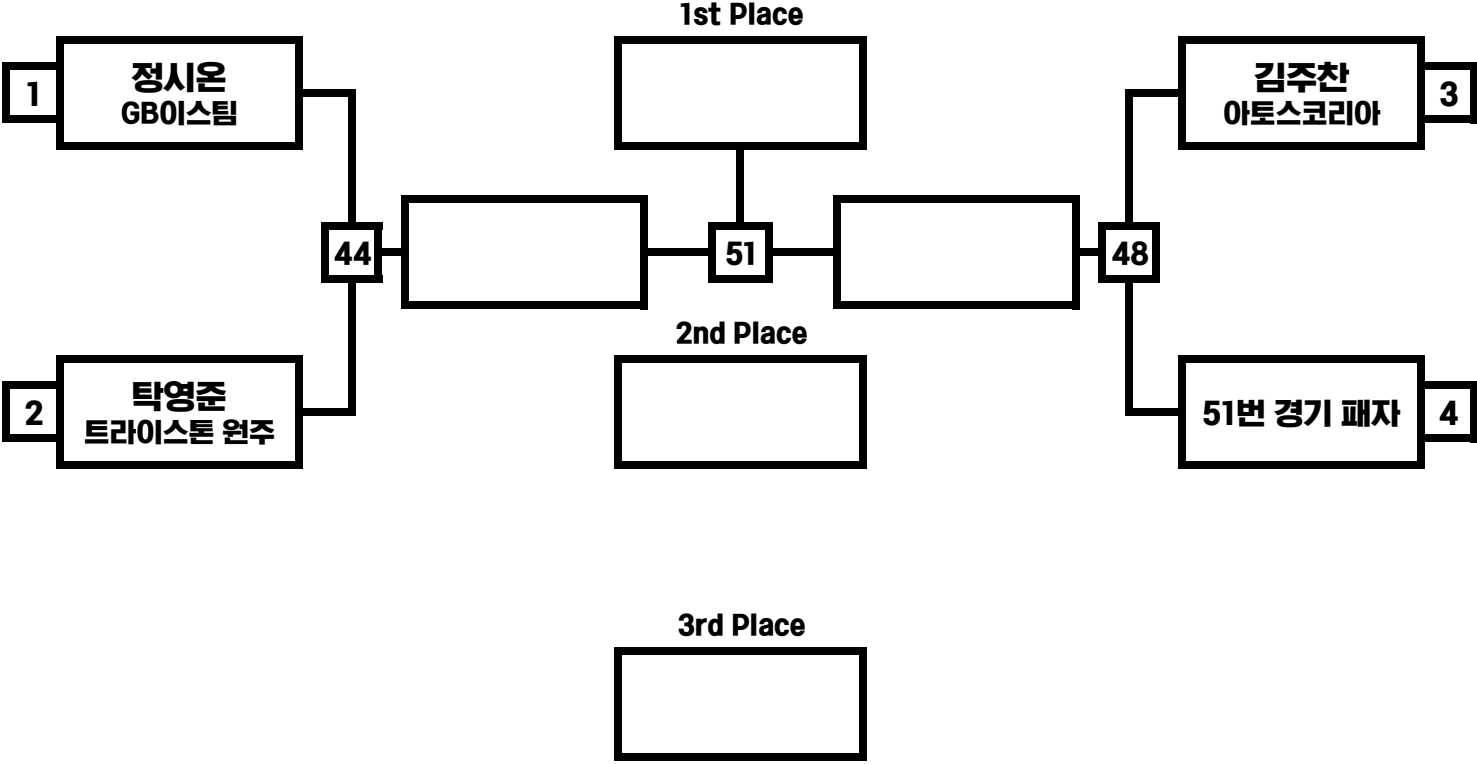 1st Place
1
정시온
GB이스팀
김주찬
아토스코리아
3
44
51
48
2nd Place
2
탁영준
트라이스톤 원주
51번 경기 패자
4
3rd Place